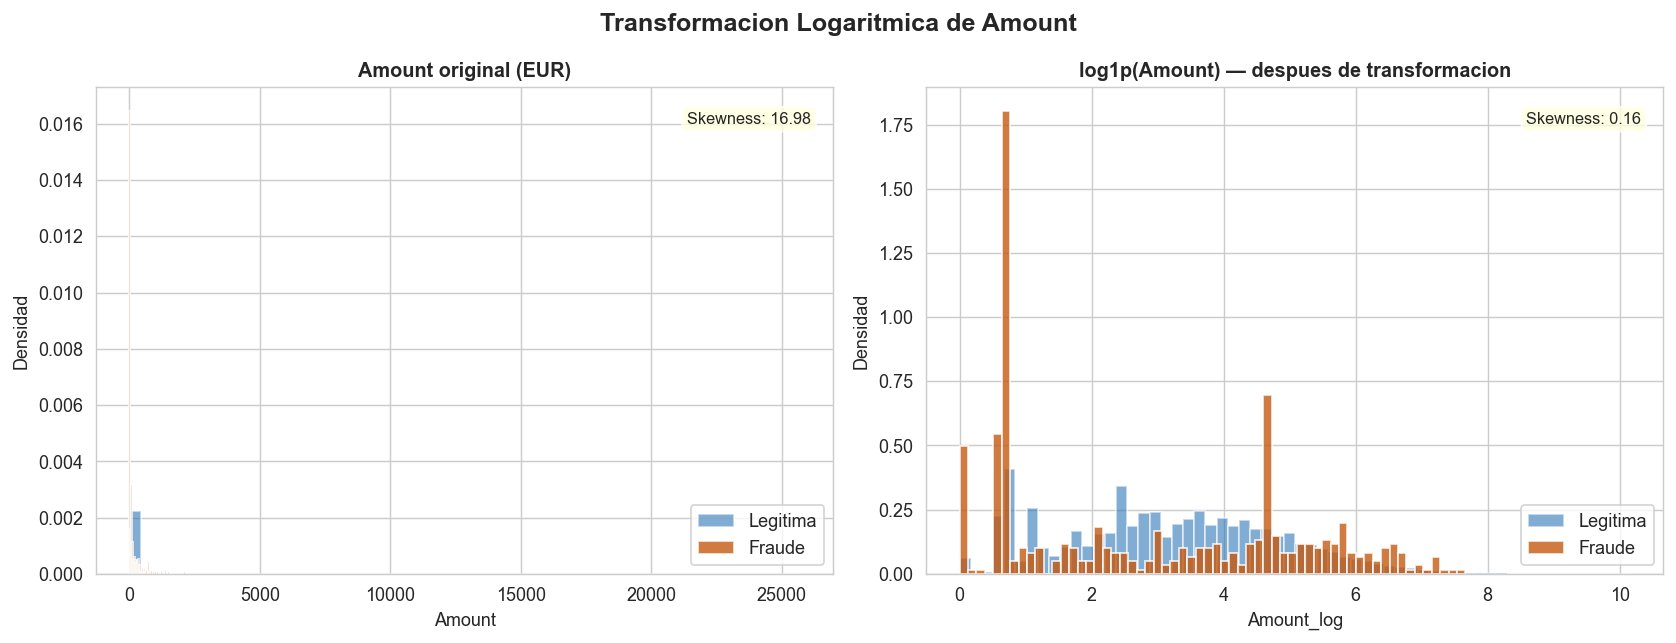 Transformacion Logaritmica de Amount
Amount original (EUR)
Skewness: 16.98
0.016
0.014
0.012
0.010
0.008
0.006
0.004
0.002
0.000
Densidad
Legitima
Fraude
0 5000 10000 15000 20000 25000
Amount
log1p(Amount) — despues de transformacion
Skewness: 0.16
1.75
1.50
1.25
1.00
0.75
0.50
0.25
0.00
Densidad
Legitima
Fraude
0 2 4 6 8 10
Amount_log